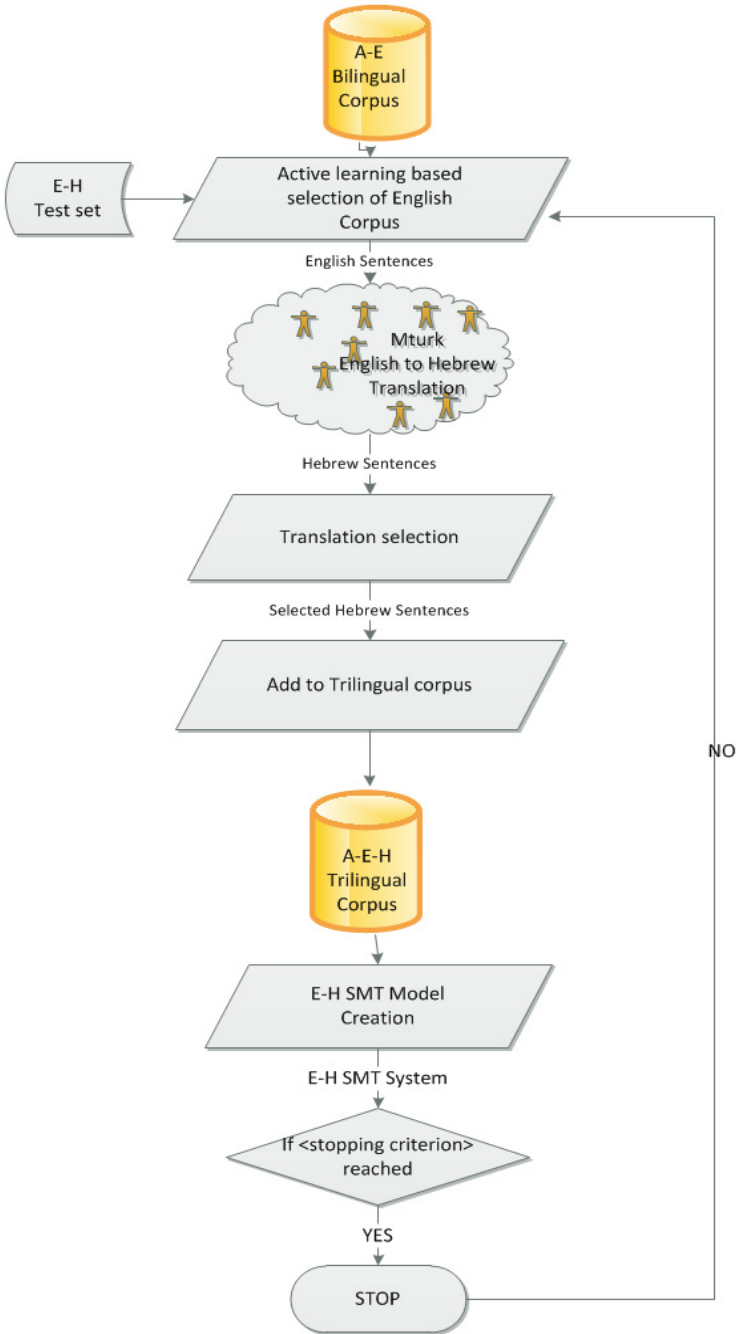 A-E
Bilingual
Corpus
E-H
Test set
Active learning based
selection of English
Corpus
English Sentences
Mturk
English to Hebrew
Translation
Hebrew Sentences
Translation selection
Selected Hebrew Sentences
Add to Trilingual corpus
NO
A-E-H
Trilingual
Corpus
E-H SMT Model
Creation
E-H SMT System
If <stopping criterion>
reached
YES
STOP